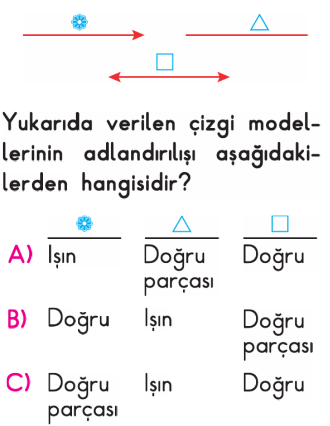 Yukarıda verilen çizgi model-
lerinin adlandırılışı aşağıdaki-
lerden hangisidir?
A) Işın Doğru parçası Doğru
B) Doğru Işın Doğru parçası
C) Doğru parçası Işın Doğru